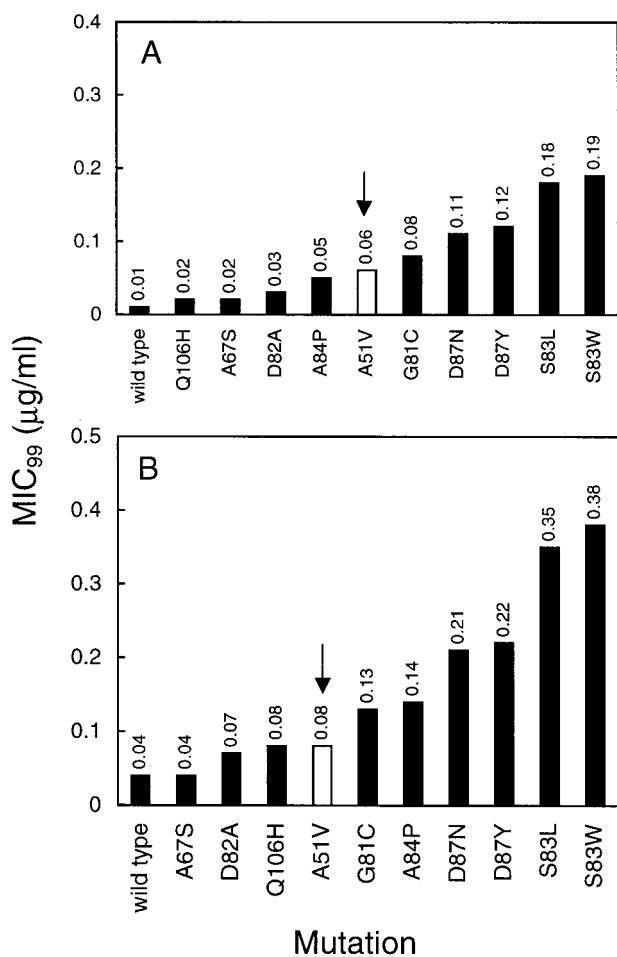 A
0.4
0.3
0.2
0.1
0
0.01
0.02
0.02
0.03
0.05
0.06
0.08
0.11
0.12
0.18
0.19
wild type
Q106H
A67S
D82A
A84P
A51V
G81C
D87N
D87Y
S83L
S83W
MIC99 (μg/ml)
B
0.5
0.4
0.3
0.2
0.1
0
0.04
0.04
0.07
0.08
0.08
0.13
0.14
0.21
0.22
0.35
0.38
wild type
A67S
D82A
Q106H
A51V
G81C
A84P
D87N
D87Y
S83L
S83W
Mutation